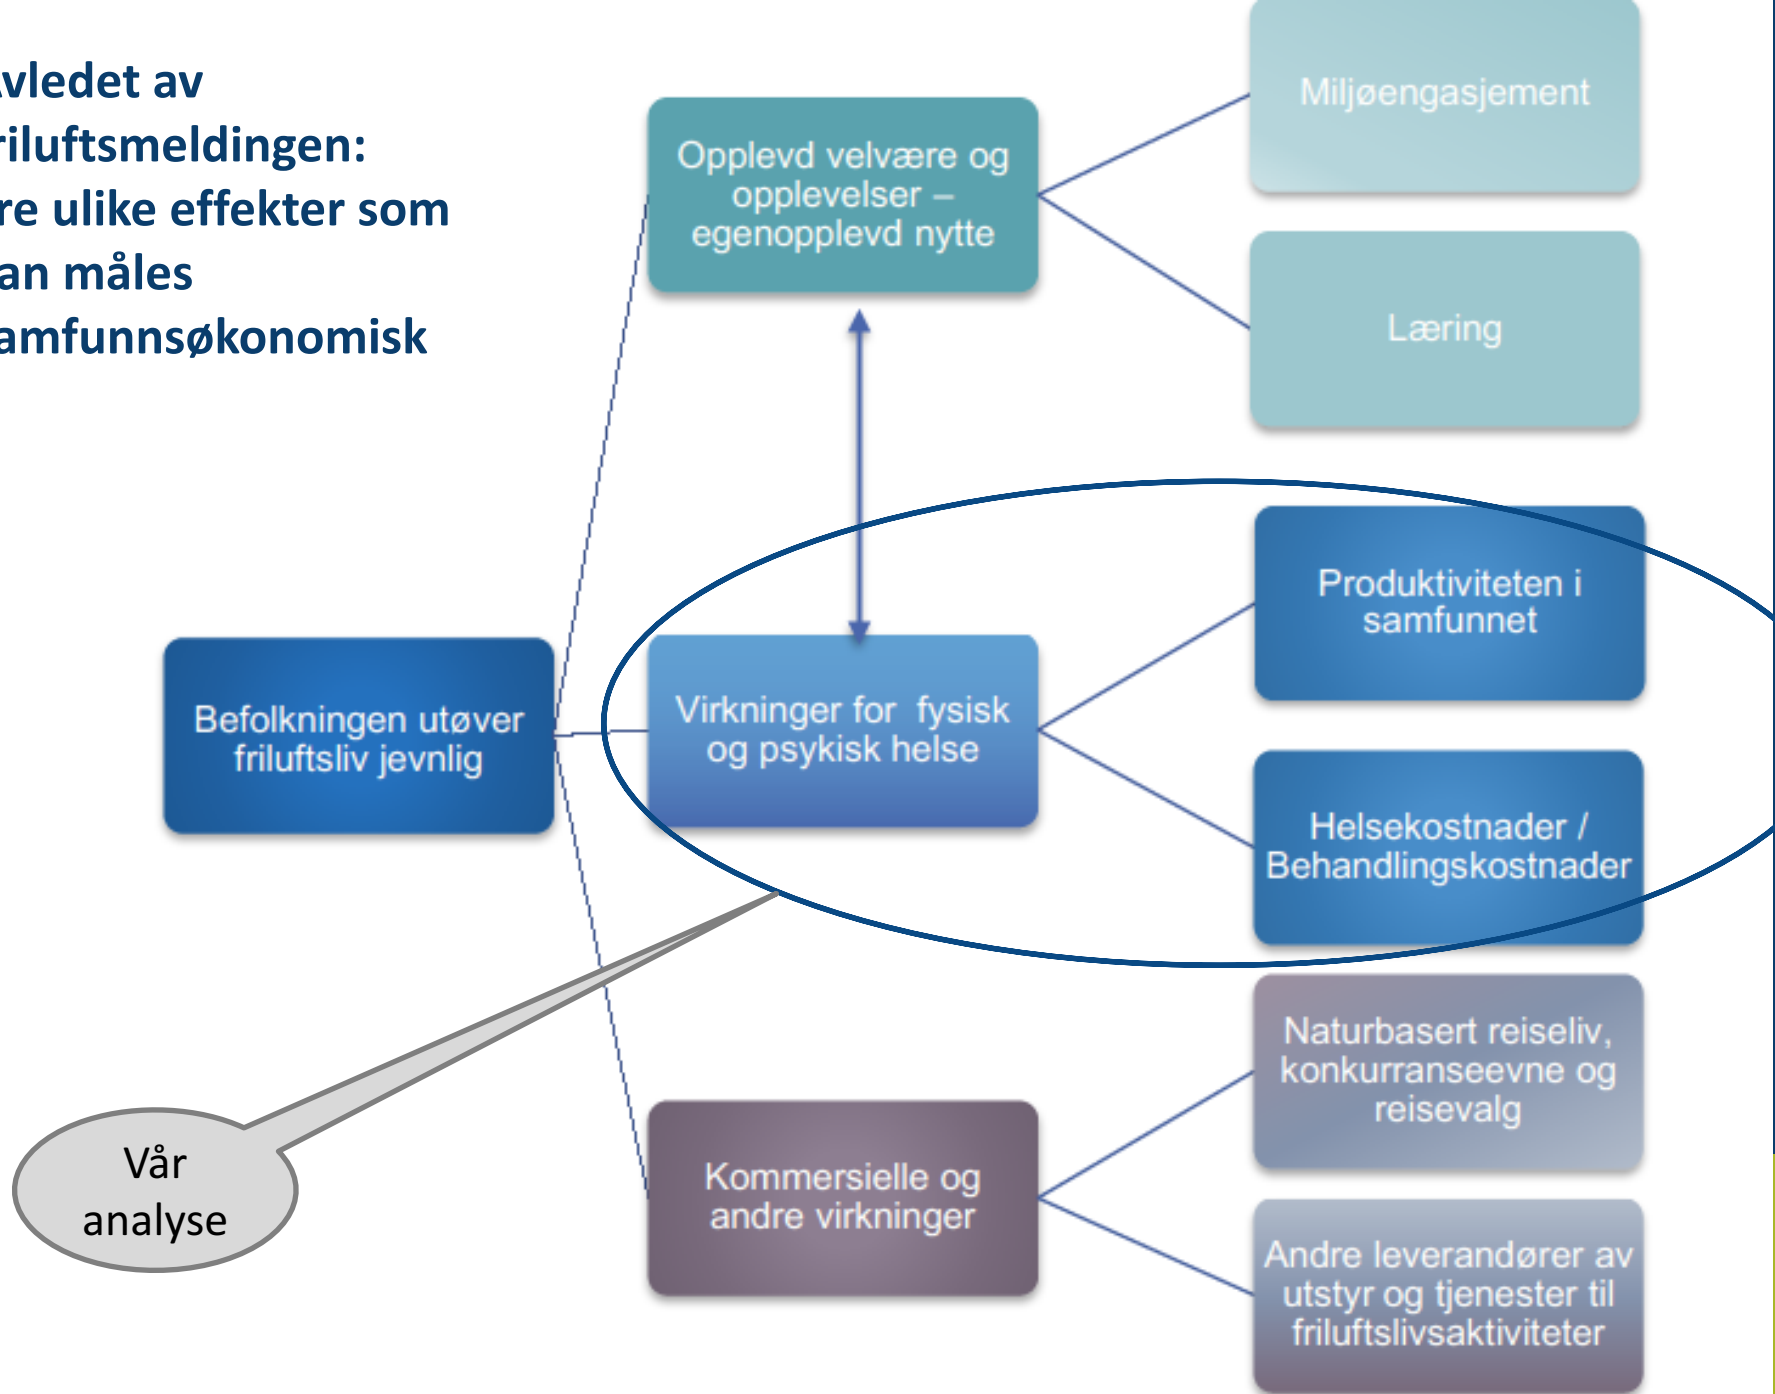 vledet av
riluftsmeldingen:
re ulike effekter som
an måles
amfunnsøkonomisk
Miljøengasjement
Opplevd velvære og
opplevelser –
egenopplevd nytte
Læring
Produktiviteten i
samfunnet
Befolkningen utøver
friluftsliv jevnlig
Virkninger for fysisk
og psykisk helse
Helsekostnader /
Behandlingskostnader
Naturbasert reiseliv,
konkurranseevne og
reisevalg
Vår
analyse
Kommersielle og
andre virkninger
Andre leverandører av
utstyr og tjenester til
friluftslivsaktiviteter